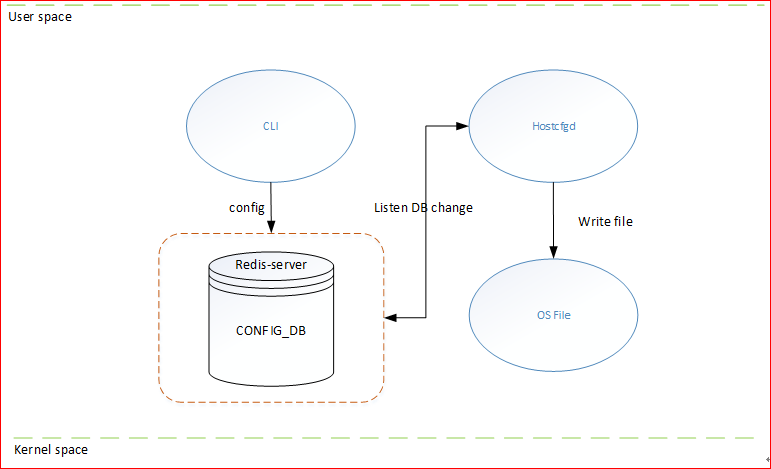 User space
CLI
Hostcfgd
config
Listen DB change
Write file
Redis-server
CONFIG_DB
OS File
Kernel space